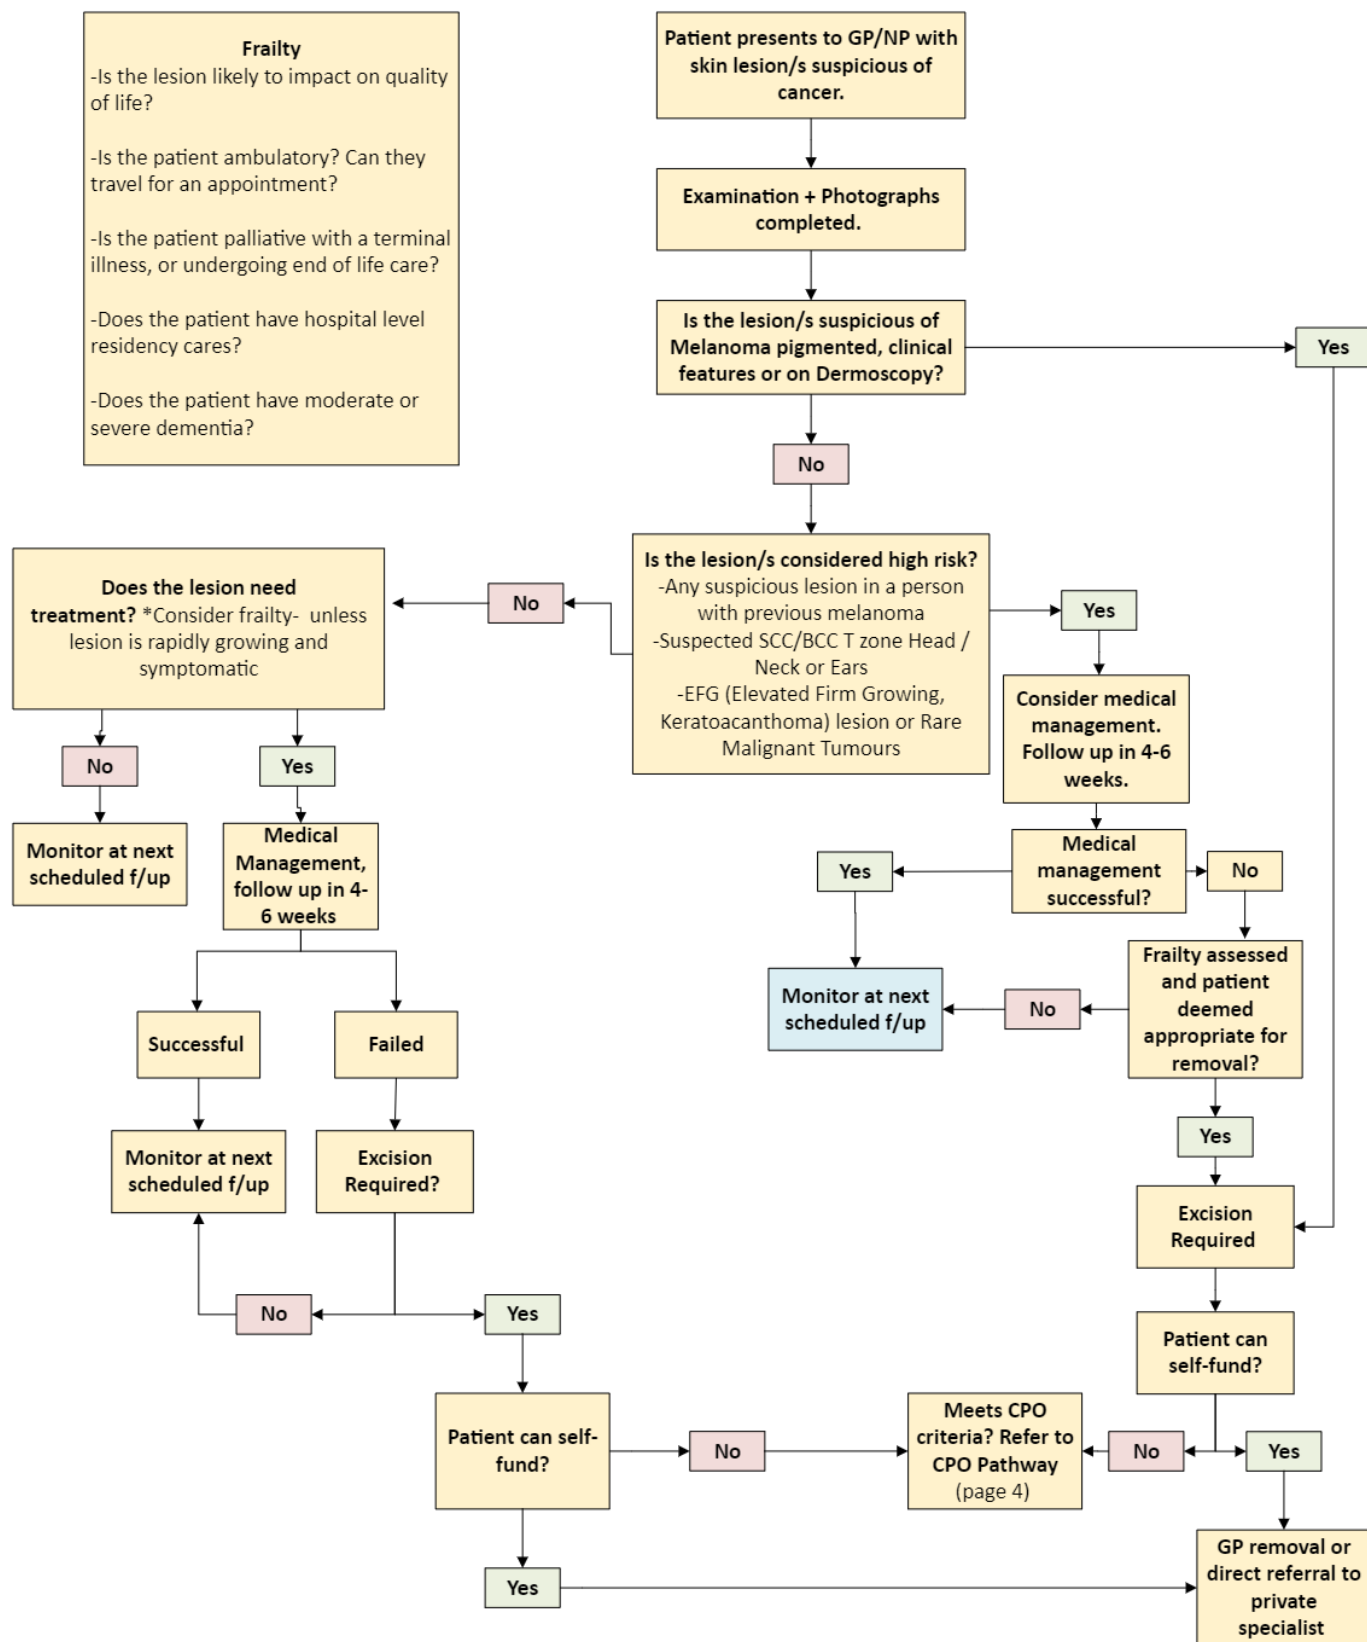 Frailty
-Is the lesion likely to impact on quality
of life?
-Is the patient ambulatory? Can they
travel for an appointment?
-Is the patient palliative with a terminal
illness, or undergoing end of life care?
-Does the patient have hospital level
residency cares?
-Does the patient have moderate or
severe dementia?
Patient presents to GP/NP with
skin lesion/s suspicious of
cancer.
Examination + Photographs
completed.
Is the lesion/s suspicious of
Melanoma pigmented, clinical
features or on Dermoscopy?
Yes
No
Is the lesion/s considered high risk?
-Any suspicious lesion in a person
with previous melanoma
-Suspected SCC/BCC T zone Head /
Neck or Ears
-EFG (Elevated Firm Growing,
Keratoacanthoma) lesion or Rare
Malignant Tumours
No
Yes
Does the lesion need
treatment? *Consider frailty-  unless
lesion is rapidly growing and
symptomatic
No
Yes
Monitor at next
scheduled f/up
Medical
Management,
follow up in 4-
6 weeks
Successful
Failed
Monitor at next
scheduled f/up
Excision
Required?
No
Yes
Patient can self-
fund?
No
Yes
Consider medical
management.
Follow up in 4-6
weeks.
Medical
management
successful?
Yes
No
Monitor at next
scheduled f/up
No
Frailty assessed
and patient
deemed
appropriate for
removal?
Yes
Excision
Required
Patient can
self-fund?
No
Yes
Meets CPO
criteria? Refer to
CPO Pathway
(page 4)
GP removal or
direct referral to
private
specialist